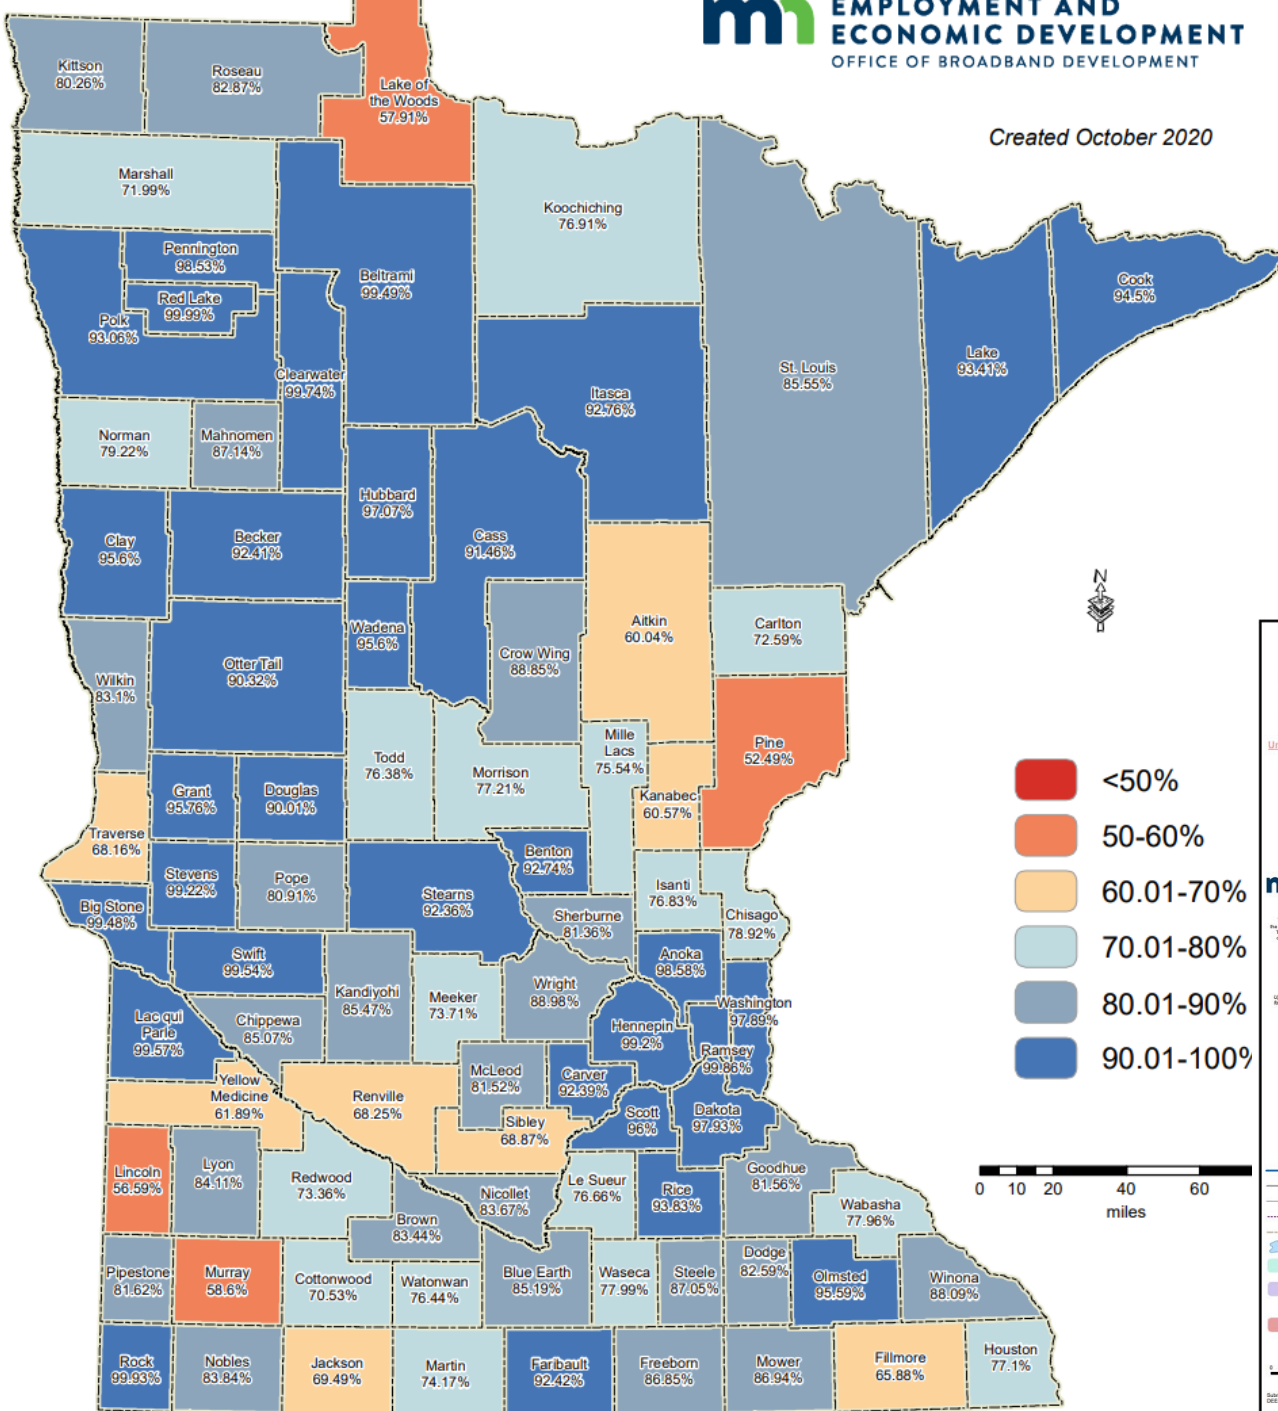 EMPLOYMENT AND
ECONOMIC DEVELOPMENT
OFFICE OF BROADBAND DEVELOPMENT
Created October 2020
Kittson
80.26%
Roseau
82.87%
Lake of
the Woods
57.91%
Marshall
71.99%
Koochiching
76.91%
Pennington
98.53%
Red Lake
99.99%
Polk
93.06%
Beltrami
99.49%
Clearwater
99.74%
Itasca
92.76%
St. Louis
85.55%
Lake
93.41%
Cook
94.5%
Norman
79.22%
Mahnomen
87.14%
Hubbard
97.07%
Cass
91.46%
Clay
95.6%
Becker
92.41%
Wadena
95.6%
Crow Wing
88.85%
Aitkin
60.04%
Carlton
72.59%
Wilkin
83.1%
Otter Tail
90.32%
Todd
76.38%
Morrison
77.21%
Mille
Lacs
75.54%
Kanabec
60.57%
Pine
52.49%
Grant
95.76%
Douglas
90.01%
Traverse
68.16%
Stevens
99.22%
Pope
80.91%
Stearns
92.36%
Benton
92.74%
Big Stone
99.48%
Sherburne
81.36%
Isanti
76.83%
Chisago
78.92%
Swift
99.54%
Kandiyohi
85.47%
Meeker
73.71%
Wright
88.98%
Anoka
98.58%
Washington
97.89%
Hennepin
99.2%
Ramsey
99.86%
Lac qui
Parle
99.57%
Chippewa
85.07%
Yellow
Medicine
61.89%
Renville
68.25%
McLeod
81.52%
Carver
92.39%
Scott
96%
Dakota
97.93%
Sibley
68.87%
Lincoln
56.59%
Lyon
84.11%
Redwood
73.36%
Brown
83.44%
Nicollet
83.67%
Le Sueur
76.66%
Rice
93.83%
Goodhue
81.56%
Wabasha
77.96%
Pipestone
81.62%
Murray
58.6%
Cottonwood
70.53%
Watonwan
76.44%
Blue Earth
85.19%
Waseca
77.99%
Steele
87.05%
Dodge
82.59%
Olmsted
95.59%
Winona
88.09%
Rock
99.93%
Nobles
83.84%
Jackson
69.49%
Martin
74.17%
Faribault
92.42%
Freeborn
86.85%
Mower
86.94%
Fillmore
65.88%
Houston
77.1%
N
<50%
50-60%
60.01-70%
70.01-80%
80.01-90%
90.01-100%
0 10 20 40 60
miles